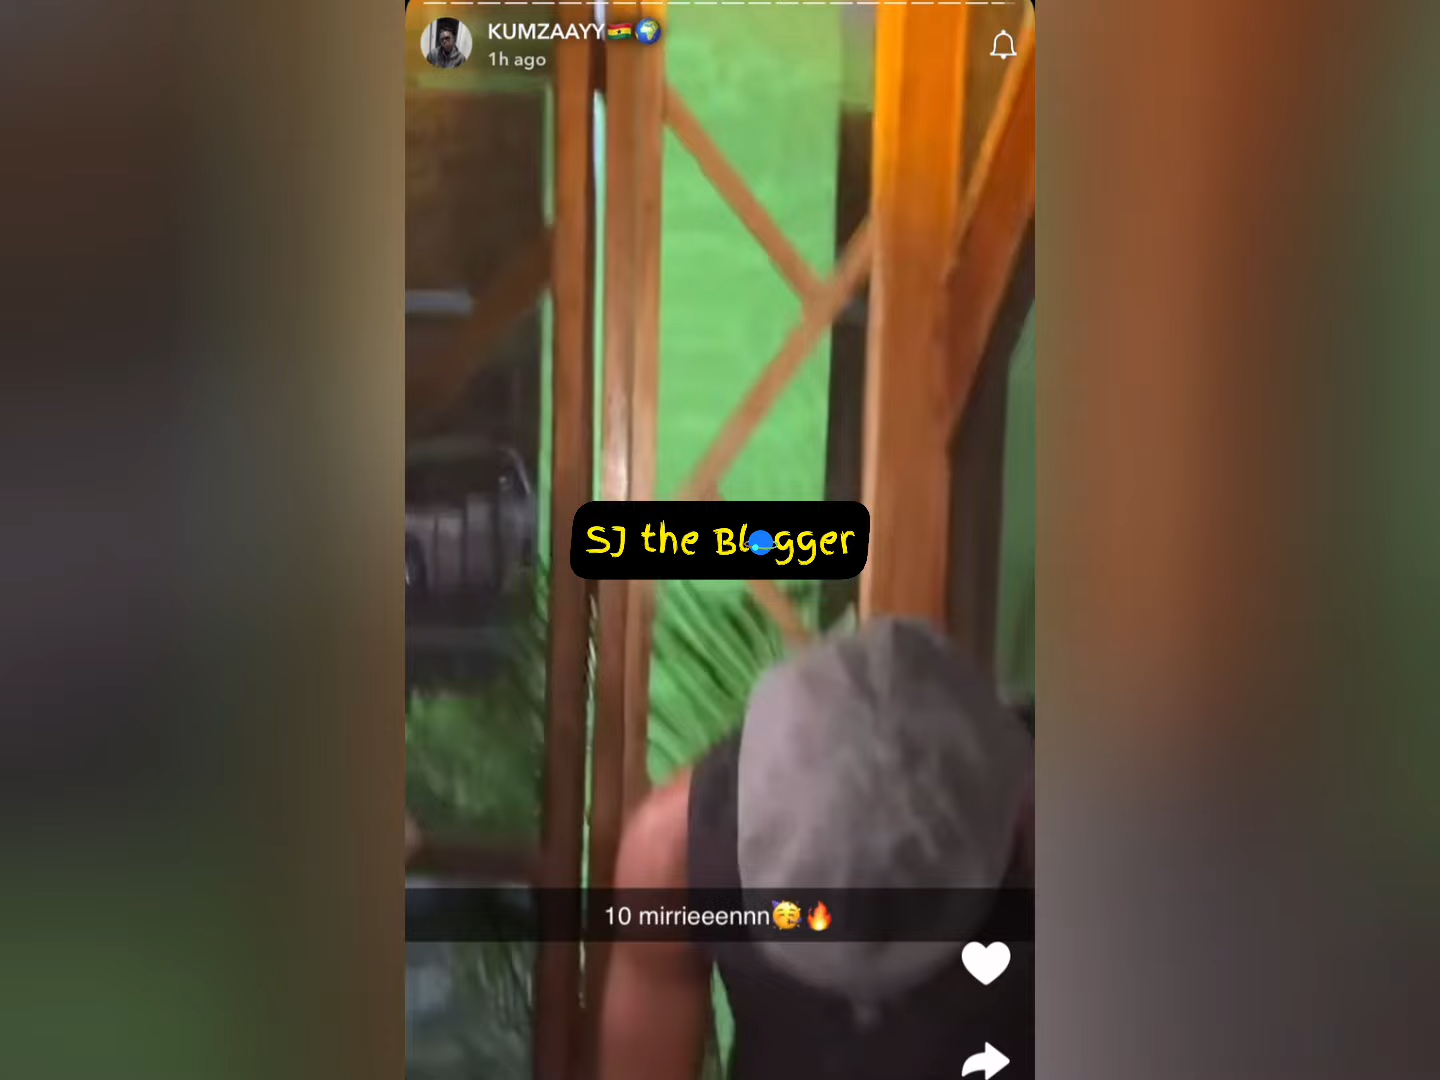 KUMZAAYY🇬🇭🌍
1h ago
SJ the Blogger
10 mirrieeennn🥳🔥